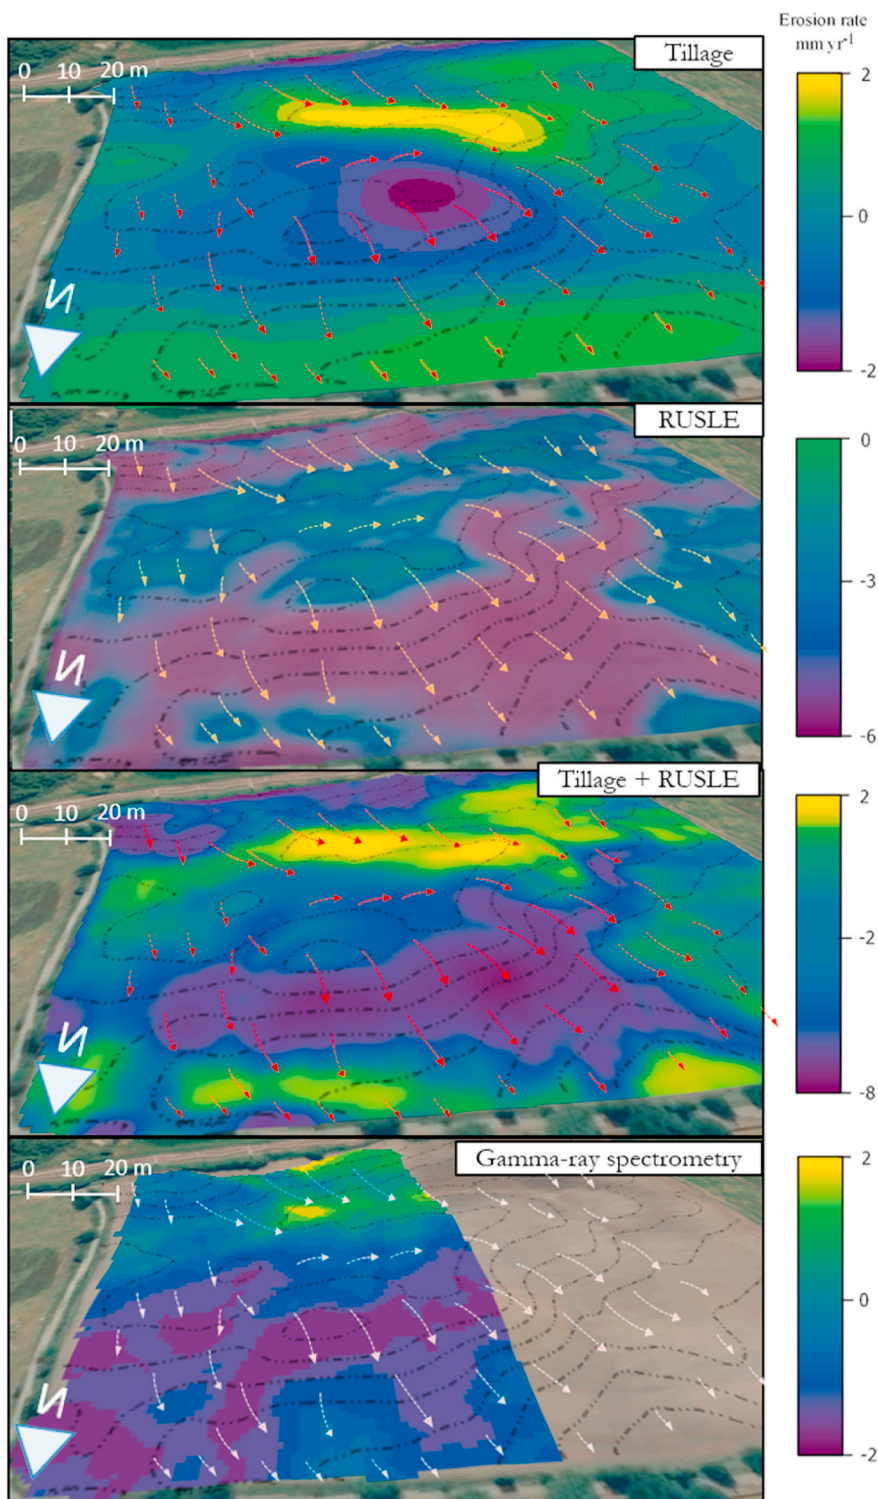 Erosion rate
mm yr-1
Tillage
0 10 20 m
2
0
-2
N
RUSLE
0 10 20 m
0
-3
-6
N
Tillage + RUSLE
0 10 20 m
2
-2
-8
N
Gamma-ray spectrometry
0 10 20 m
2
0
-2
N